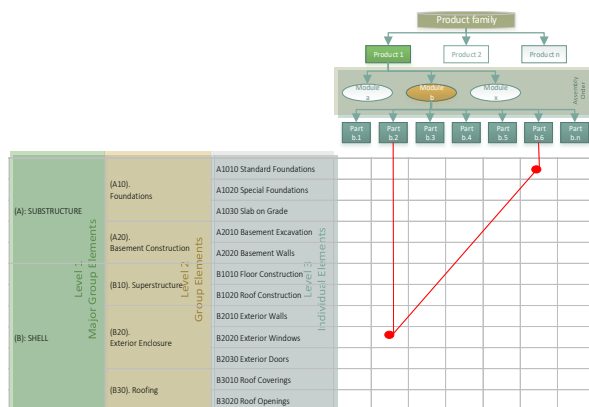 Product family
Product 1
Product 2
Product n
Module
a
Module
b
Module
x
Assembly
Order
Part
b.1
Part
b.2
Part
b.3
Part
b.4
Part
b.5
Part
b.6
Part
b.n
Level 1
Major Group Elements
Level 2
Group Elements
Level 3
Individual Elements
(A): SUBSTRUCTURE
(B): SHELL
(A10).
Foundations
(A20).
Basement Construction
(B10). Superstructure
(B20).
Exterior Enclosure
(B30). Roofing
A1010 Standard Foundations
A1020 Special Foundations
A1030 Slab on Grade
A2010 Basement Excavation
A2020 Basement Walls
B1010 Floor Construction
B1020 Roof Construction
B2010 Exterior Walls
B2020 Exterior Windows
B2030 Exterior Doors
B3010 Roof Coverings
B3020 Roof Openings